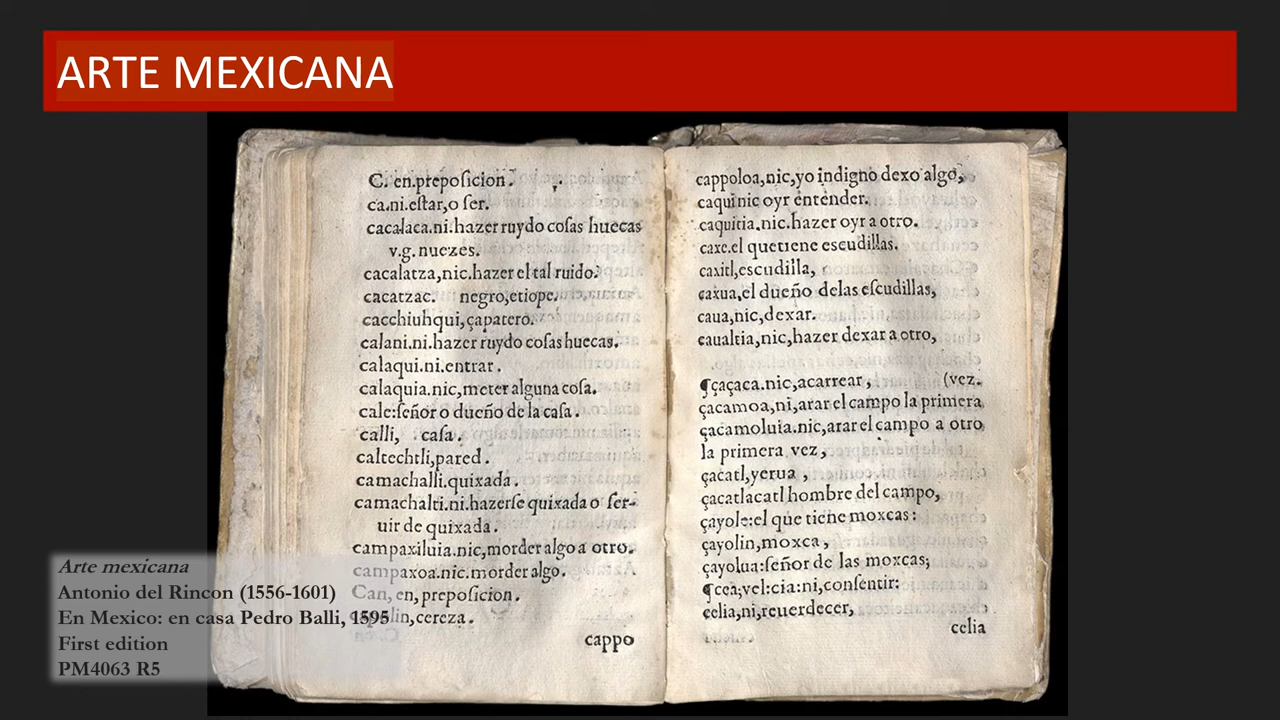 ARTE MEXICANA
C. en.preposicion.
ca.ni.estar,o ser.
cacalaca.ni.hazer ruydo cosas huecas
v.g. nuezes.
cacalatza,nic.hazer el tal ruido.
cacatzac. negro,etiope.
cacchiuhqui,çapatero.
calani.ni.hazer ruydo cosas huecas.
calaqui.ni.entrar.
calaquia.nic,meter alguna cosa.
cale:señor o dueño de la casa.
calli, casa.
caltechtli,pared.
camachalli.quixada.
camachalti.ni.hazerse quixada o ser-
uir de quixada.
campaxiluia.nic,morder algo a otro.
campaxoa.nic.morder algo.
Can, en, preposicion.
lin,cereza.
cappo
cappoloa,nic,yo indigno dexo algo,
caqui nic oyr entender.
caquitia.nic.hazer oyr a otro.
caxe.el que tiene escudillas.
caxitl,escudilla,
caxua,el dueño delas escudillas,
caua,nic,dexar.
caualtia,nic,hazer dexar a otro,
¶çaçaca.nic,acarrear, (vez.
çacamoa,ni,arar el campo la primera
çacamoluia.nic,arar el campo a otro
la primera vez,
çacatl,yerua,
çacatlacatl hombre del campo,
çayole:el que tiene moxcas:
çayolin,moxca,
çayolua:señor de las moxcas;
¶cea;vel:cia:ni,consentir:
celia,ni,reuerdecer,
celia
Arte mexicana
Antonio del Rincon (1556-1601)
En Mexico: en casa Pedro Balli, 1595
First edition
PM4063 R5